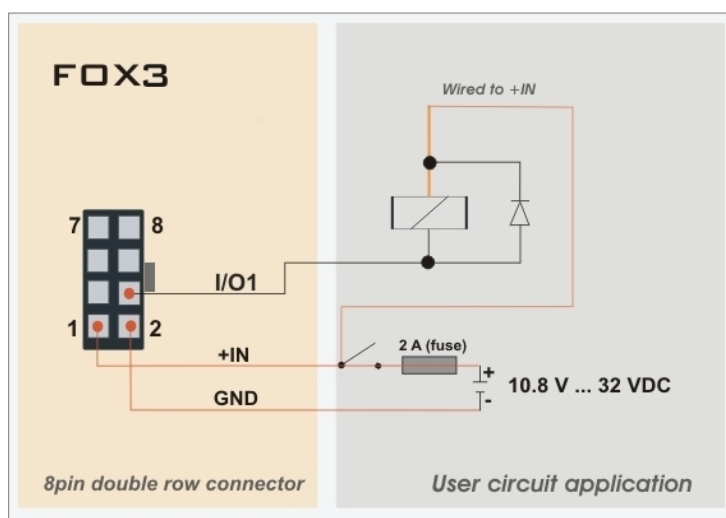 FOX3
Wired to +IN
7
8
I/O1
1
2
2 A (fuse)
+IN
+
10.8 V ... 32 VDC
-
GND
8pin double row connector
User circuit application